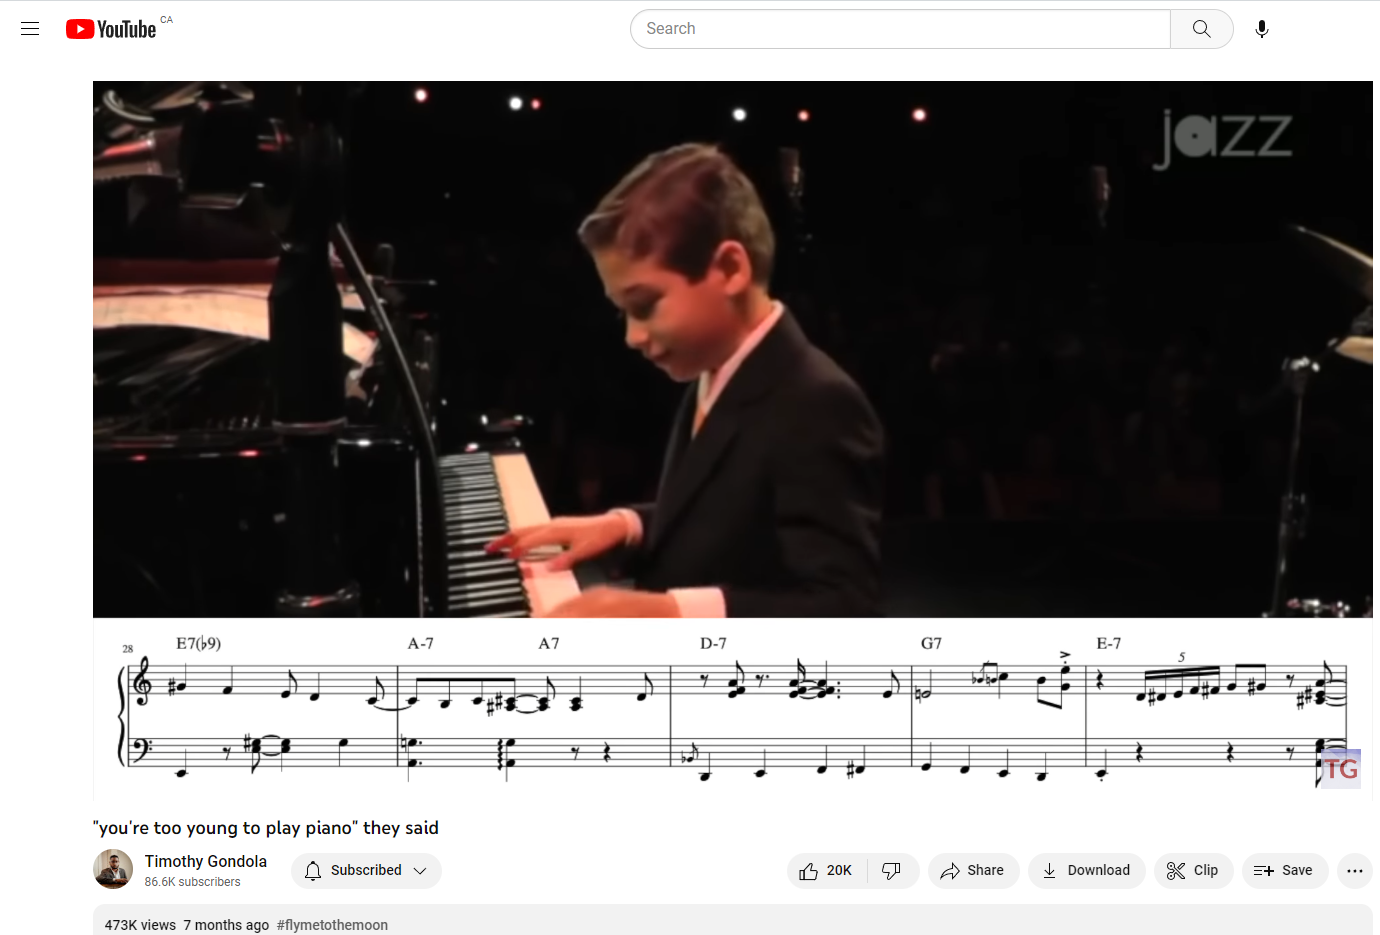 YouTube CA
Search
jazz
28 E7(♭9) A-7 A7 D-7 G7 E-7
5
TG
"you're too young to play piano" they said
Timothy Gondola
86.6K subscribers
Subscribed
20K
Share
Download
Clip
Save
473K views 7 months ago #flymetothemoon